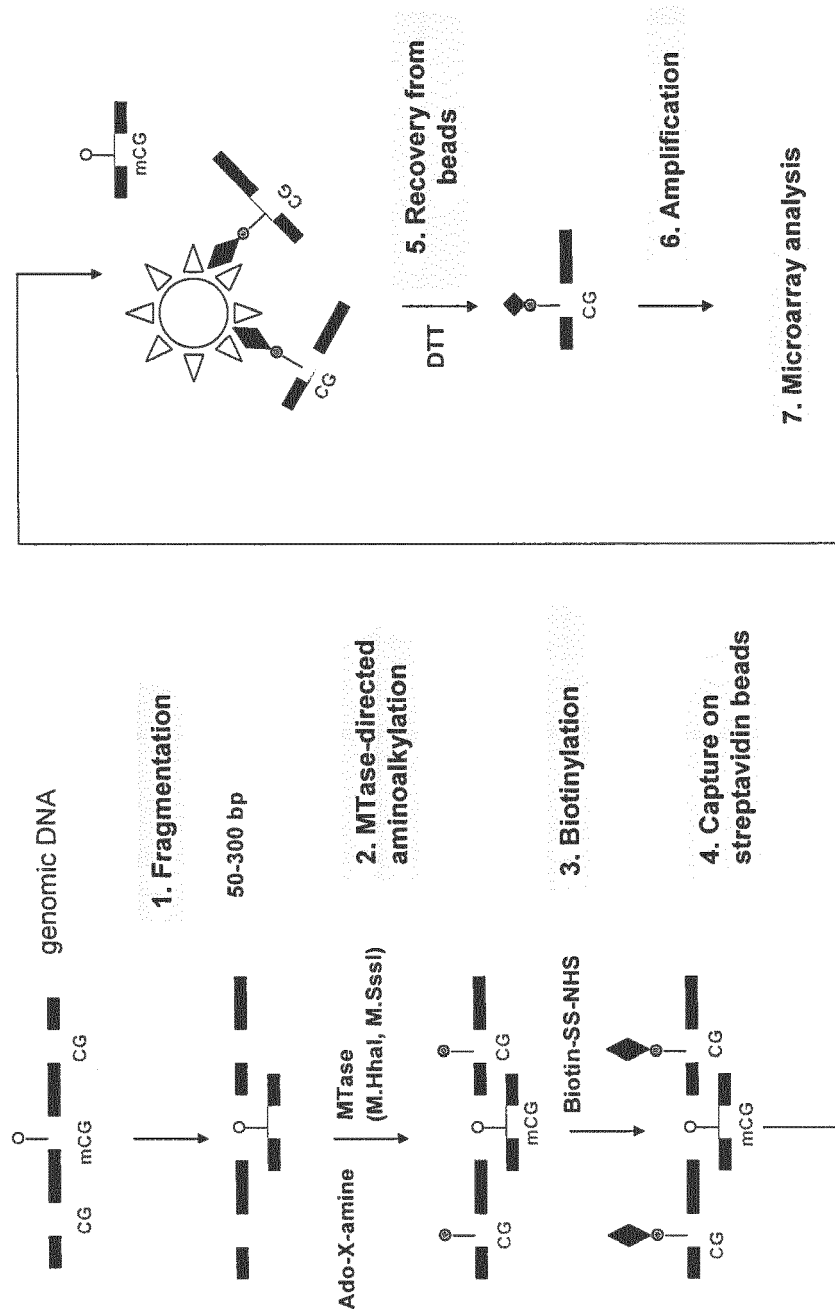 genomic DNA
CG
mCG
CG
1. Fragmentation
50-300 bp
Ado-X-amine
MTase
(M.HhaI, M.SssI)
2. MTase-directed
aminoalkylation
CG
mCG
CG
Biotin-SS-NHS
3. Biotinylation
CG
mCG
CG
4. Capture on
streptavidin beads
mCG
CG
CG
DTT
5. Recovery from
beads
CG
6. Amplification
7. Microarray analysis